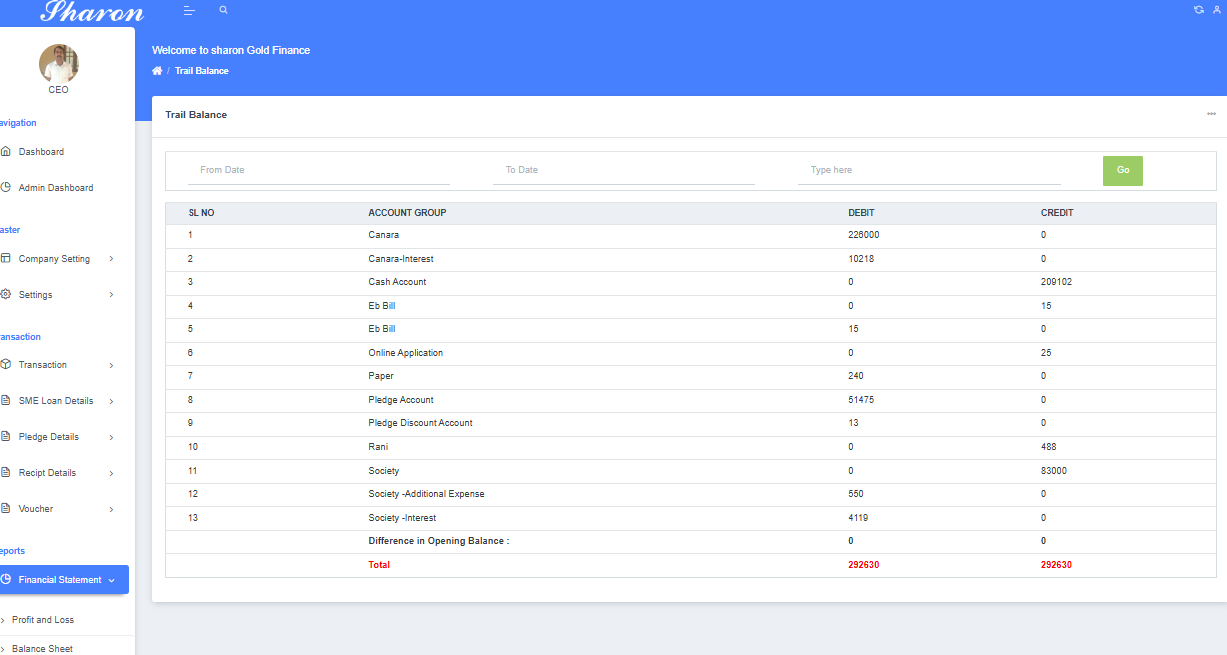 Sharon
CEO
avigation
Dashboard
Admin Dashboard
aster
Company Setting
Settings
ansaction
Transaction
SME Loan Details
Pledge Details
Recipt Details
Voucher
eports
Financial Statement
Profit and Loss
Balance Sheet
Welcome to sharon Gold Finance
/ Trail Balance
Trail Balance
From Date To Date Type here Go
SL NO ACCOUNT GROUP DEBIT CREDIT
1 Canara 226000 0
2 Canara-Interest 10218 0
3 Cash Account 0 209102
4 Eb Bill 0 15
5 Eb Bill 15 0
6 Online Application 0 25
7 Paper 240 0
8 Pledge Account 51475 0
9 Pledge Discount Account 13 0
10 Rani 0 488
11 Society 0 83000
12 Society -Additional Expense 550 0
13 Society -Interest 4119 0
Difference in Opening Balance : 0 0
Total 292630 292630